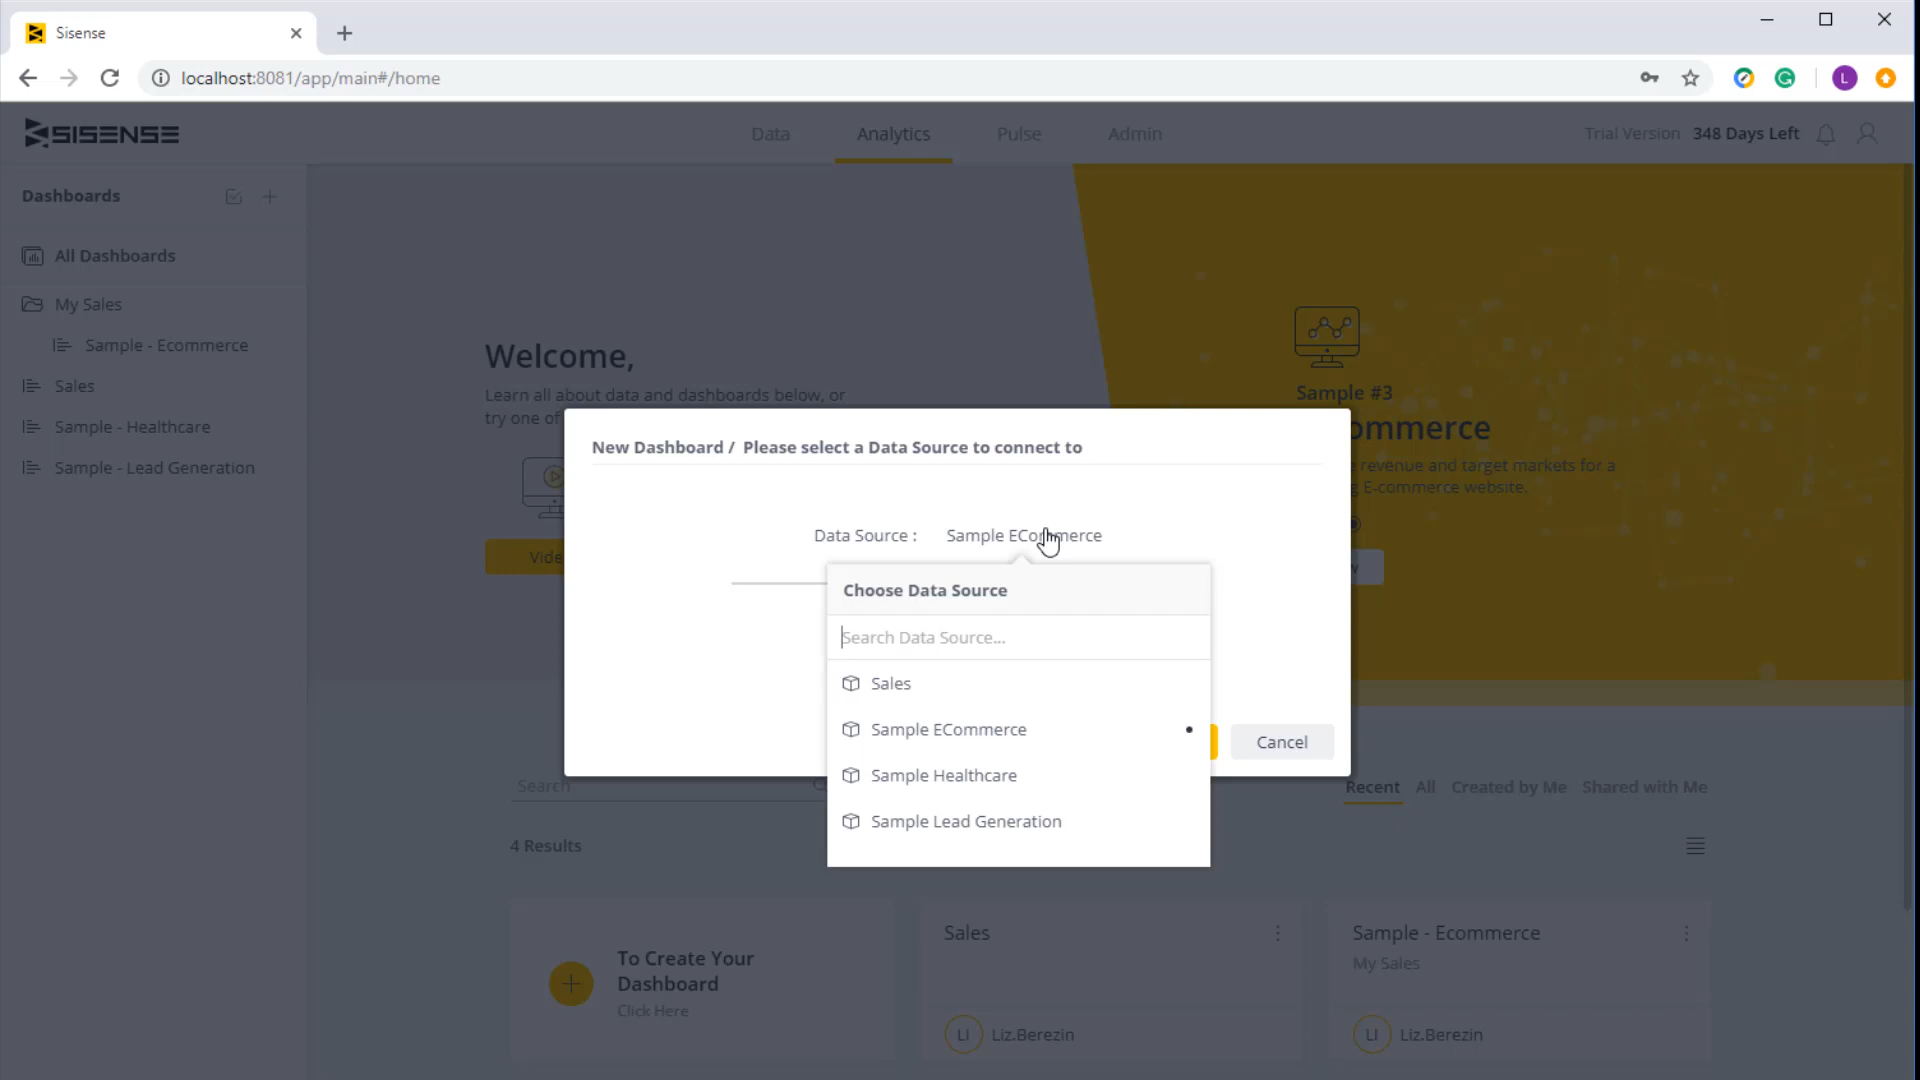 Sisense
localhost:8081/app/main#/home
L
SISENSE
Data
Analytics
Pulse
Admin
Trial Version 348 Days Left
Dashboards
All Dashboards
My Sales
Sample - Ecommerce
Sales
Sample - Healthcare
Sample - Lead Generation
Welcome,
Learn all about data and dashboards below, or
try one of
Vide
Sample #3
ommerce
revenue and target markets for a
g E-commerce website.
w
New Dashboard / Please select a Data Source to connect to
Data Source : Sample ECommerce
Choose Data Source
Search Data Source...
Sales
Sample ECommerce
Sample Healthcare
Sample Lead Generation
Cancel
Search
Recent
All
Created by Me
Shared with Me
4 Results
To Create Your
Dashboard
Click Here
Sales
LI
Liz.Berezin
Sample - Ecommerce
My Sales
LI
Liz.Berezin